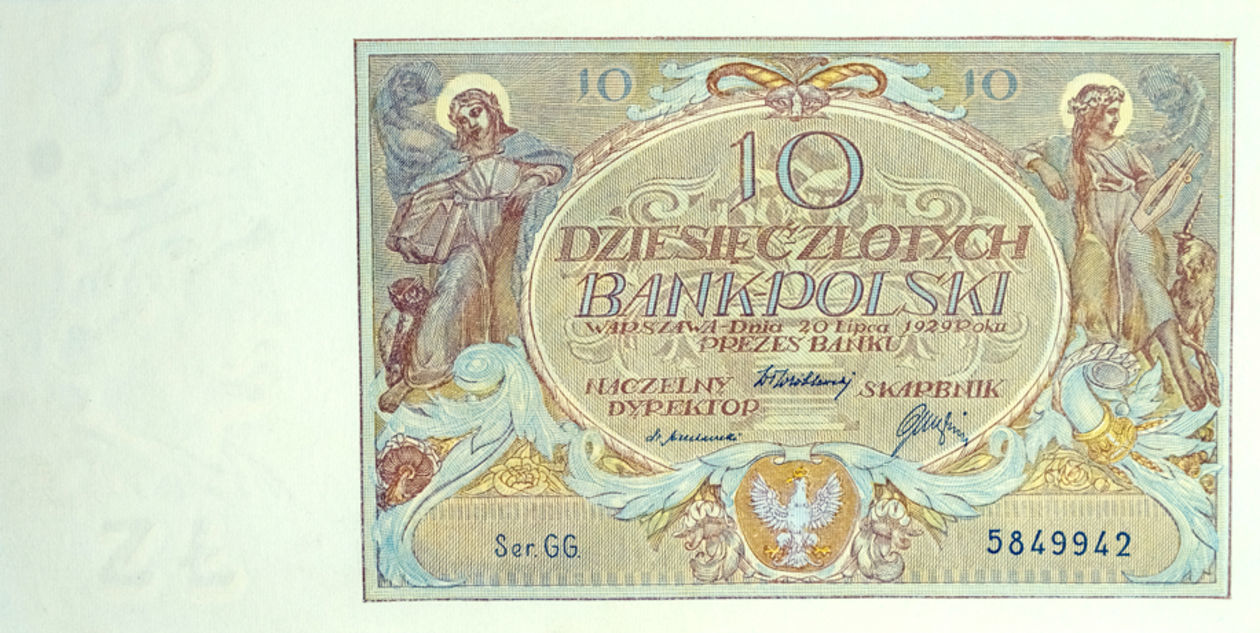 10 10
10
DZIESIĘĆ-ZŁOTYCH
BANK-POLSKI
WARSZAWA-Dnia 20 Lipca 1929 Roku
PREZES BANKU
NACZELNY SKARBNIK
DYREKTOR
Ser. GG. 5849942